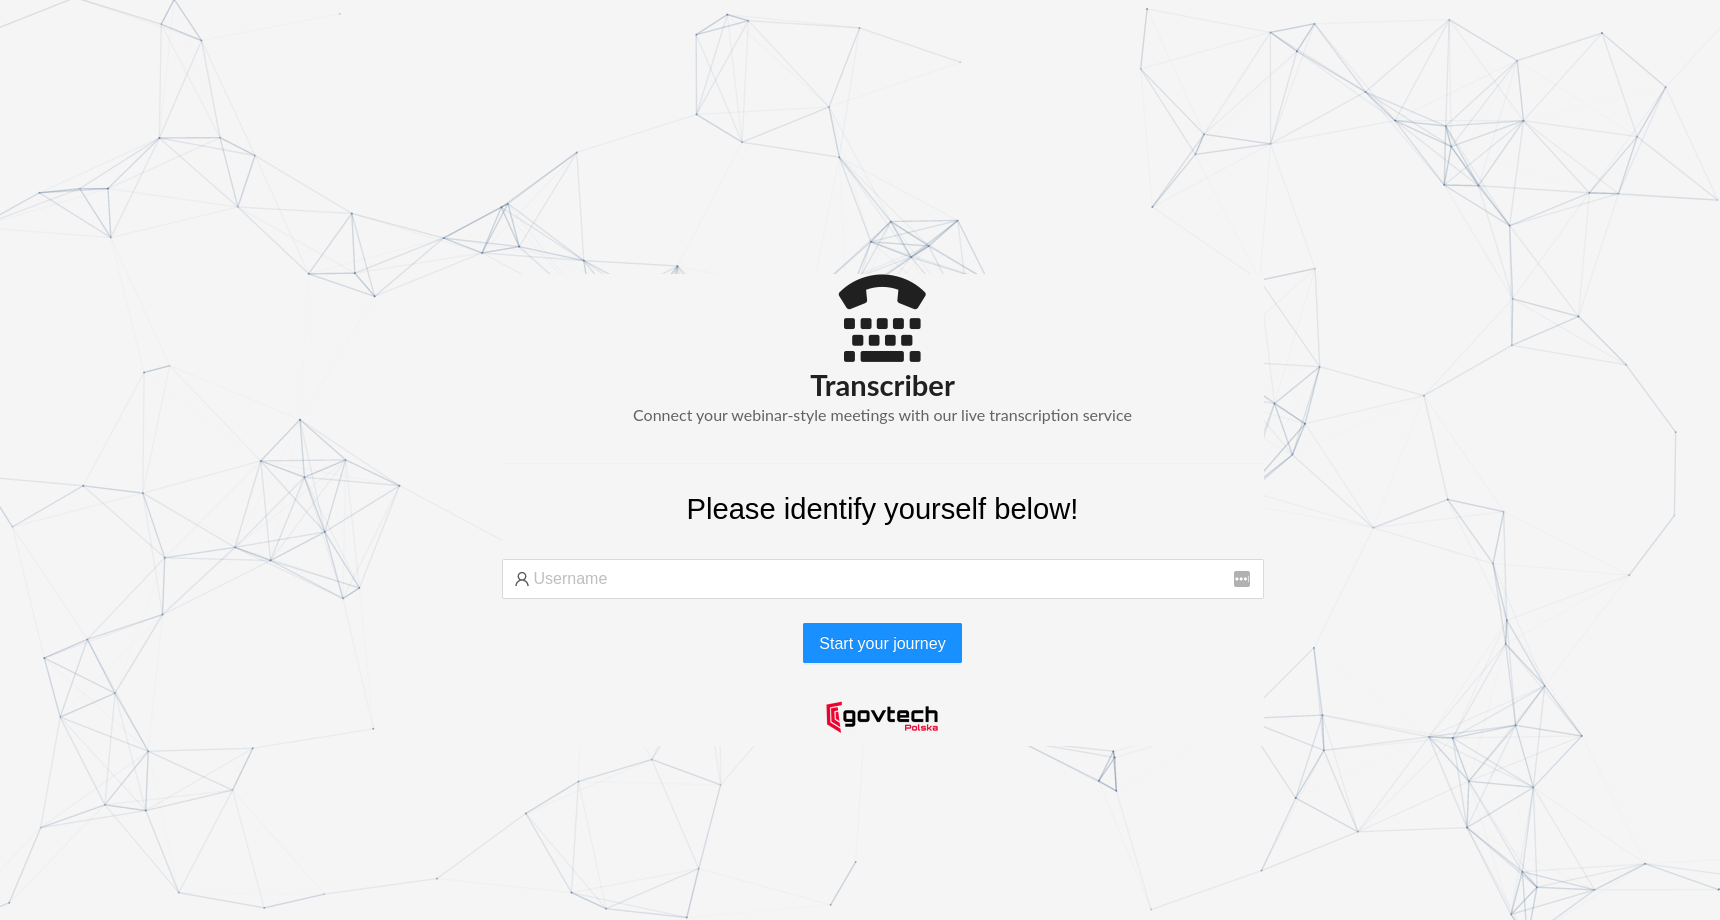 Transcriber
Connect your webinar-style meetings with our live transcription service
Please identify yourself below!
Username
Start your journey
govtech
Polska